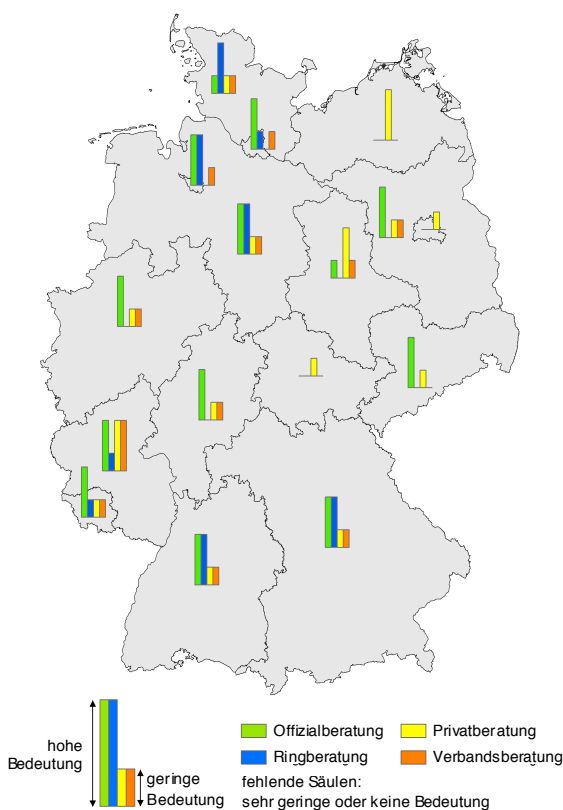 hohe
Bedeutung
geringe
Bedeutung
Offizialberatung
Privatberatung
Ringberatung
Verbandsberatung
fehlende Säulen:
sehr geringe oder keine Bedeutung